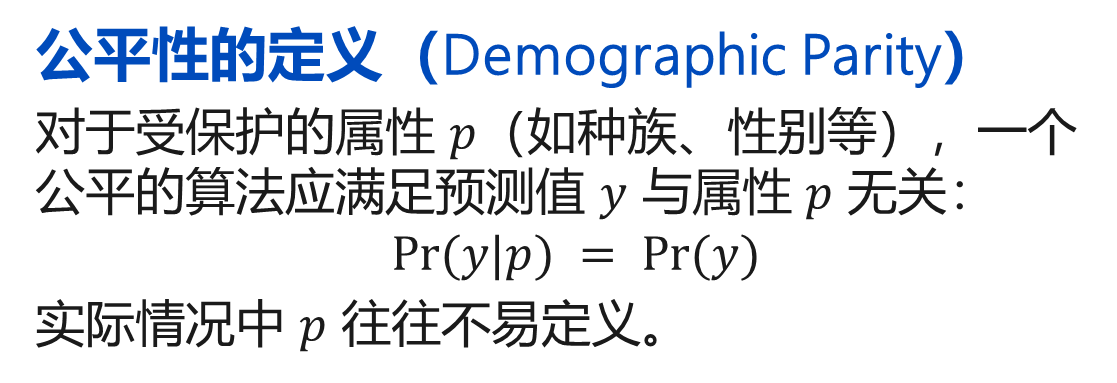 公平性的定义（Demographic Parity）
对于受保护的属性 p（如种族、性别等），一个
公平的算法应满足预测值 y 与属性 p 无关：
Pr(y|p) = Pr(y)
实际情况中 p 往往不易定义。